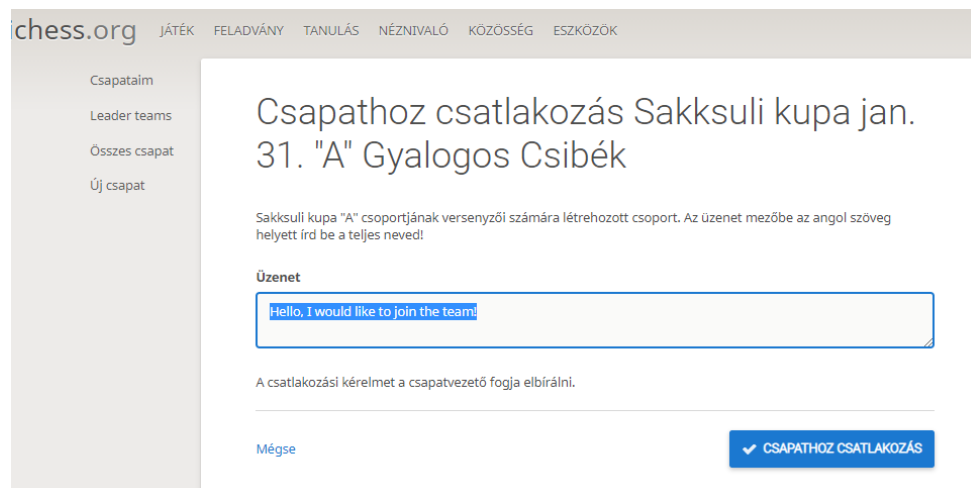 ichess.org JÁTÉK FELADVÁNY TANULÁS NÉZNIVALÓ KÖZÖSSÉG ESZKÖZÖK
Csapataim
Leader teams
Összes csapat
Új csapat
Csapathoz csatlakozás Sakksuli kupa jan.
31. "A" Gyalogos Csibék
Sakksuli kupa "A" csoportjának versenyzői számára létrehozott csoport. Az üzenet mezőbe az angol szöveg
helyett írd be a teljes neved!
Üzenet
Hello, I would like to join the team!
A csatlakozási kérelmet a csapatvezető fogja elbírálni.
Mégse
CSAPATHOZ CSATLAKOZÁS